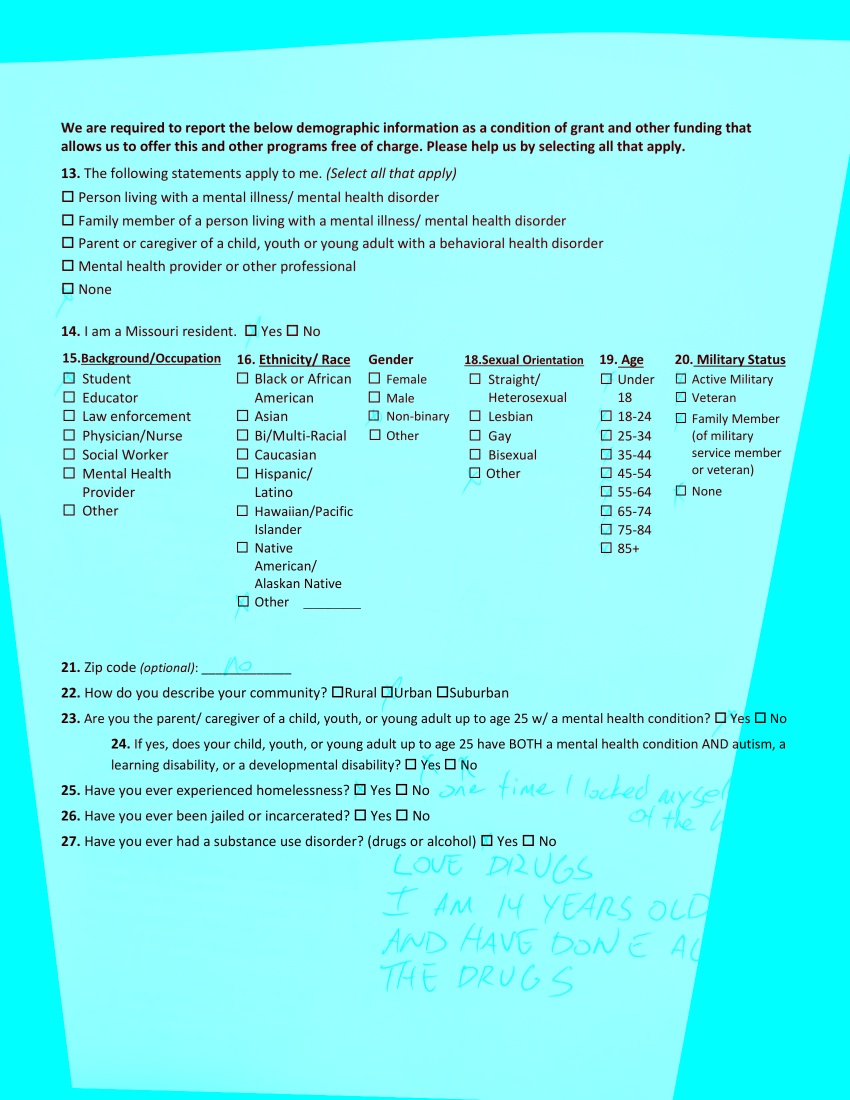 We are required to report the below demographic information as a condition of grant and other funding that
allows us to offer this and other programs free of charge. Please help us by selecting all that apply.
13. The following statements apply to me. (Select all that apply)
☐ Person living with a mental illness/ mental health disorder
☐ Family member of a person living with a mental illness/ mental health disorder
☐ Parent or caregiver of a child, youth or young adult with a behavioral health disorder
☐ Mental health provider or other professional
☐ None
14. I am a Missouri resident. ☐ Yes ☐ No
15.Background/Occupation
☐ Student
☐ Educator
☐ Law enforcement
☐ Physician/Nurse
☐ Social Worker
☐ Mental Health
Provider
☐ Other
16. Ethnicity/ Race
☐ Black or African
American
☐ Asian
☐ Bi/Multi-Racial
☐ Caucasian
☐ Hispanic/
Latino
☐ Hawaiian/Pacific
Islander
☐ Native
American/
Alaskan Native
☐ Other ________
Gender
☐ Female
☐ Male
☐ Non-binary
☐ Other
18.Sexual Orientation
☐ Straight/
Heterosexual
☐ Lesbian
☐ Gay
☐ Bisexual
☐ Other
19. Age
☐ Under
18
☐ 18-24
☐ 25-34
☐ 35-44
☐ 45-54
☐ 55-64
☐ 65-74
☐ 75-84
☐ 85+
20. Military Status
☐ Active Military
☐ Veteran
☐ Family Member
(of military
service member
or veteran)
☐ None
21. Zip code (optional): no
22. How do you describe your community? ☐Rural ☐Urban ☐Suburban
23. Are you the parent/ caregiver of a child, youth, or young adult up to age 25 w/ a mental health condition? ☐ Yes ☐ No
24. If yes, does your child, youth, or young adult up to age 25 have BOTH a mental health condition AND autism, a
learning disability, or a developmental disability? ☐ Yes ☐ No
25. Have you ever experienced homelessness? ☐ Yes ☐ No one time I locked
of the
26. Have you ever been jailed or incarcerated? ☐ Yes ☐ No
27. Have you ever had a substance use disorder? (drugs or alcohol) ☐ Yes ☐ No
LOVE DRUGS
I AM 14 YEARS OLD
AND HAVE DONE
THE DRUGS